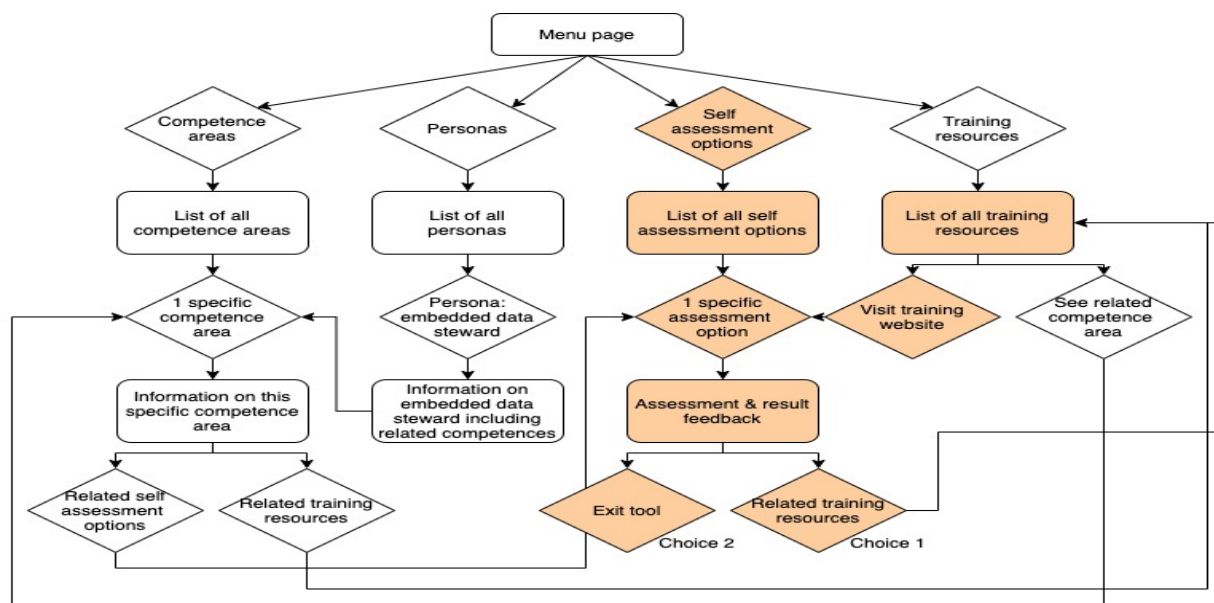 Menu page
Competence
areas
Personas
Self
assessment
options
Training
resources
List of all
competence areas
List of all
personas
List of all self
assessment options
List of all training
resources
1 specific
competence
area
Persona:
embedded data
steward
1 specific
assessment
option
Visit training
website
See related
competence
area
Information on this
specific competence
area
Information on
embedded data
steward including
related competences
Assessment & result
feedback
Related self
assessment
options
Related training
resources
Exit tool
Choice 2
Related training
resources
Choice 1